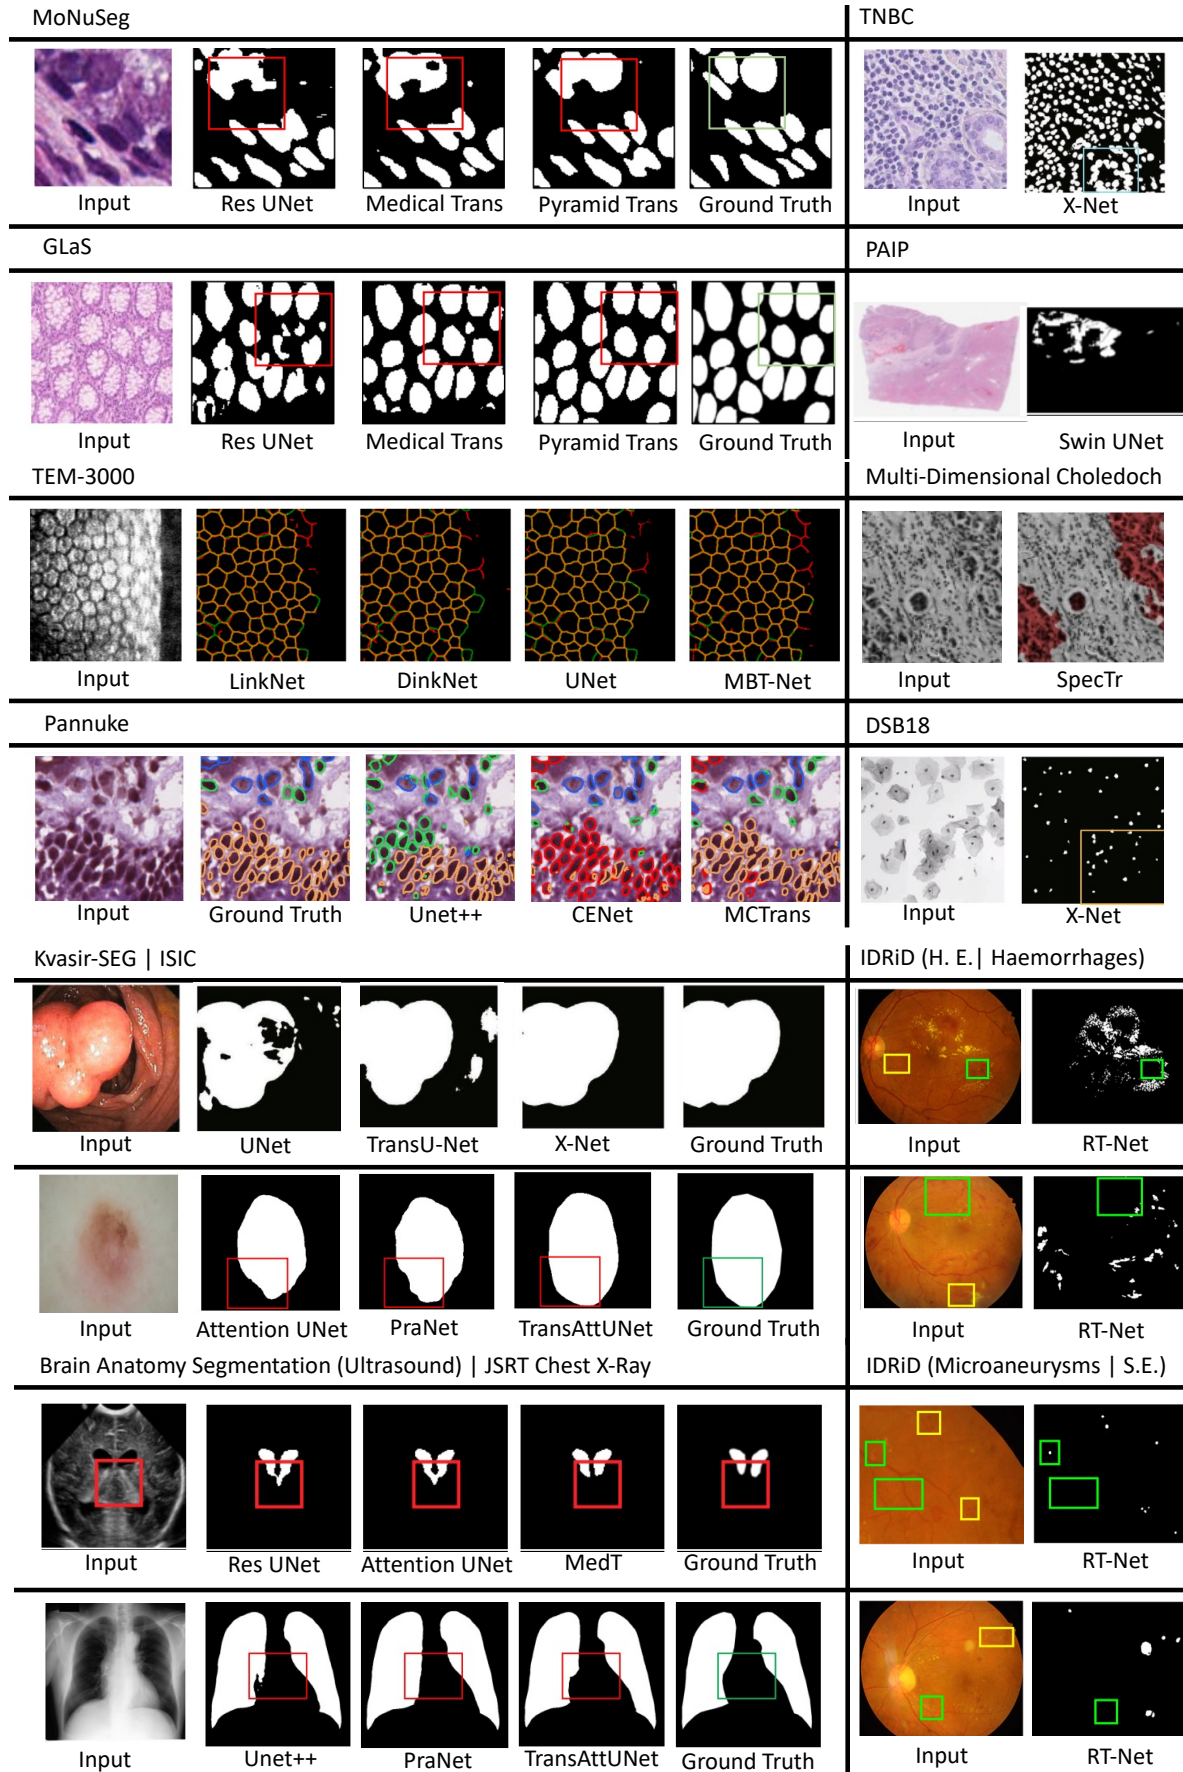 MoNuSeg
TNBC
Input Res UNet Medical Trans Pyramid Trans Ground Truth
Input X-Net
GLaS
PAIP
Input Res UNet Medical Trans Pyramid Trans Ground Truth
Input Swin UNet
TEM-3000
Multi-Dimensional Choledoch
Input LinkNet DinkNet UNet MBT-Net
Input SpecTr
Pannuke
DSB18
Input Ground Truth Unet++ CENet MCTrans
Input X-Net
Kvasir-SEG | ISIC
IDRiD (H. E.| Haemorrhages)
Input UNet TransU-Net X-Net Ground Truth
Input RT-Net
Input Attention UNet PraNet TransAttUNet Ground Truth
Input RT-Net
Brain Anatomy Segmentation (Ultrasound) | JSRT Chest X-Ray
IDRiD (Microaneurysms | S.E.)
Input Res UNet Attention UNet MedT Ground Truth
Input RT-Net
Input Unet++ PraNet TransAttUNet Ground Truth
Input RT-Net